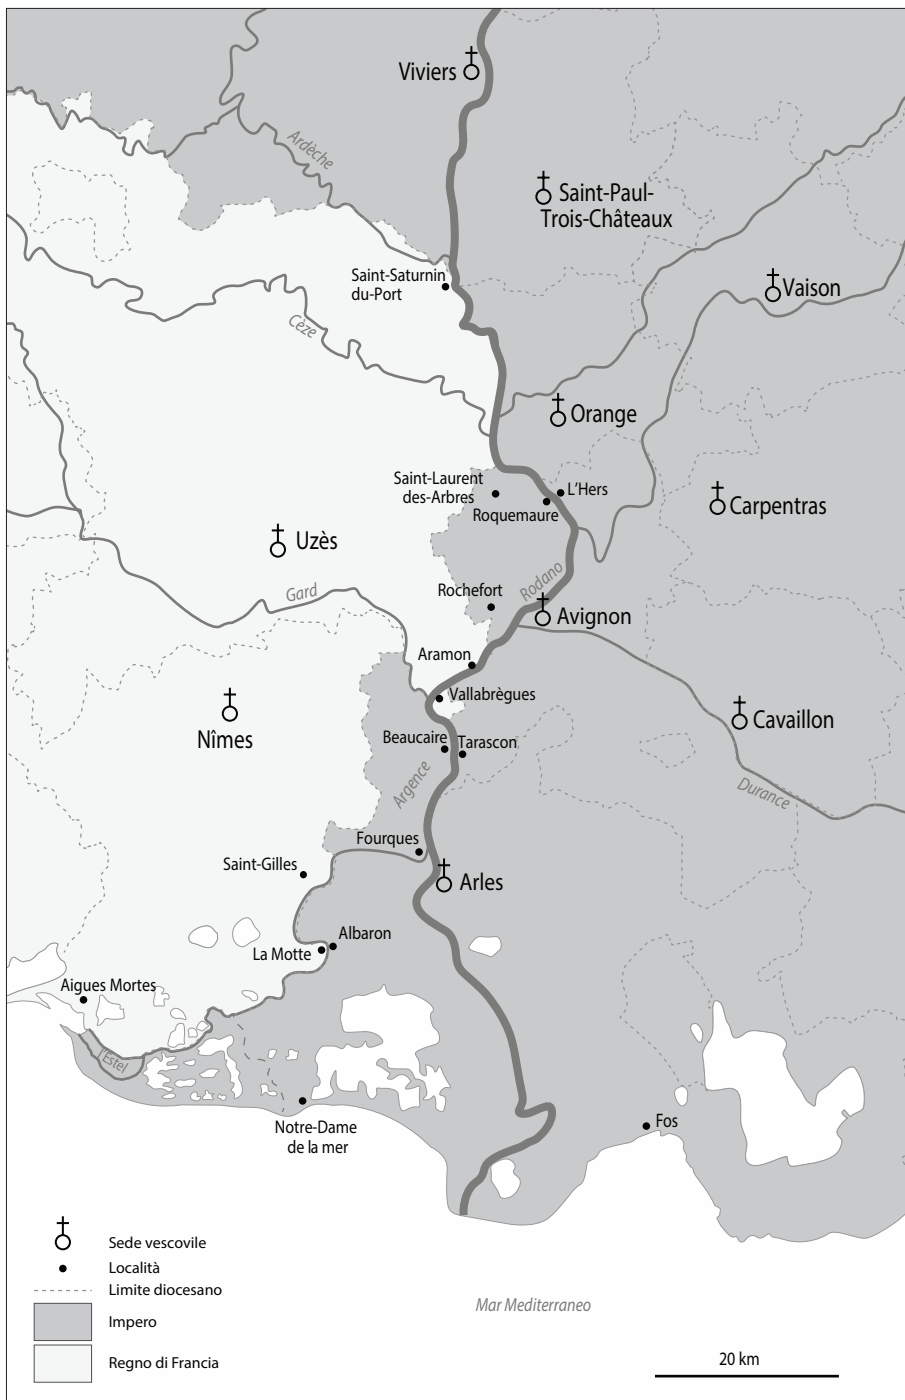 Viviers
Ardèche
Saint-Paul-
Trois-Châteaux
Saint-Saturnin
du-Port
Vaison
Cèze
Orange
Saint-Laurent
des-Arbres
L'Hers
Roquemaure
Carpentras
Uzès
Gard
Rochefort
Rodano
Avignon
Aramon
Vallabrègues
Nîmes
Cavaillon
Beaucaire
Tarascon
Argence
Durance
Fourques
Saint-Gilles
Arles
Albaron
La Motte
Aigues Mortes
l'Estel
Notre-Dame
de la mer
Fos
Sede vescovile
Località
Limite diocesano
Impero
Regno di Francia
Mar Mediterraneo
20 km